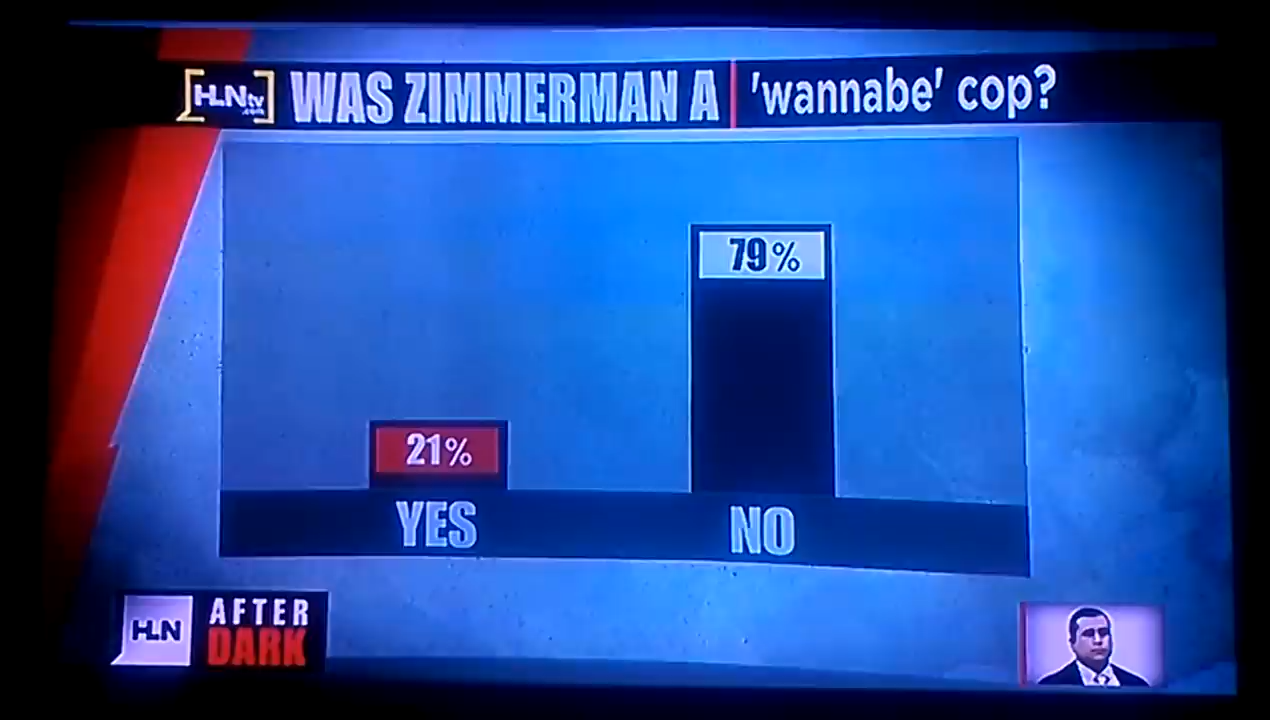 HLNtv.com WAS ZIMMERMAN A 'wannabe' cop?
79%
21%
YES NO
HLN AFTER
DARK